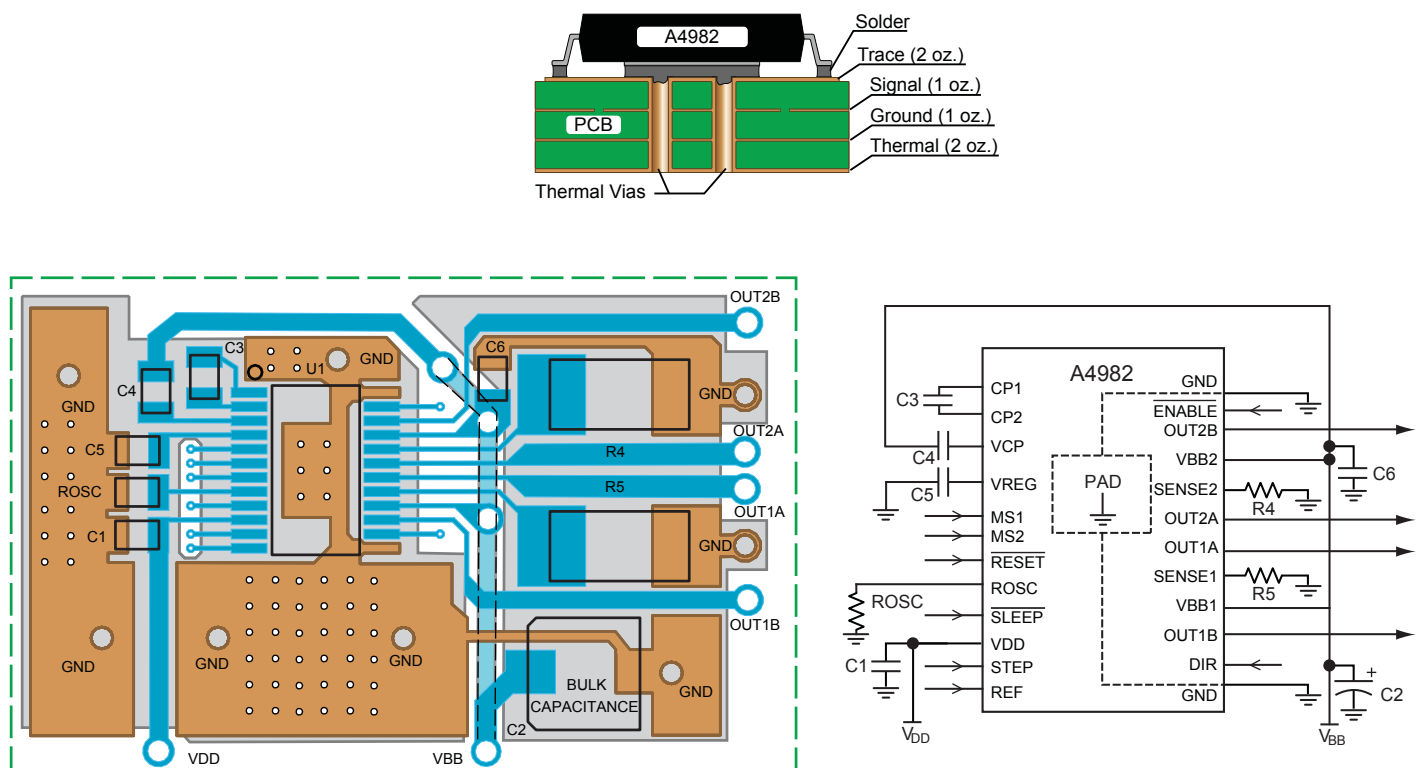 A4982
Solder
Trace (2 oz.)
Signal (1 oz.)
PCB
Ground (1 oz.)
Thermal (2 oz.)
Thermal Vias
OUT2B
C3
U1
GND
C6
C4
GND
GND
C5
OUT2A
R4
ROSC
R5
OUT1A
C1
GND
OUT1B
GND
GND
GND
GND
BULK
CAPACITANCE
C2
VDD
VBB
A4982
CP1
CP2
VCP
VREG
MS1
MS2
RESET
ROSC
SLEEP
VDD
STEP
REF
GND
ENABLE
OUT2B
VBB2
SENSE2
OUT2A
OUT1A
SENSE1
VBB1
OUT1B
DIR
GND
PAD
C3
C4
C5
ROSC
C1
VDD
C6
R4
R5
+
C2
VBB